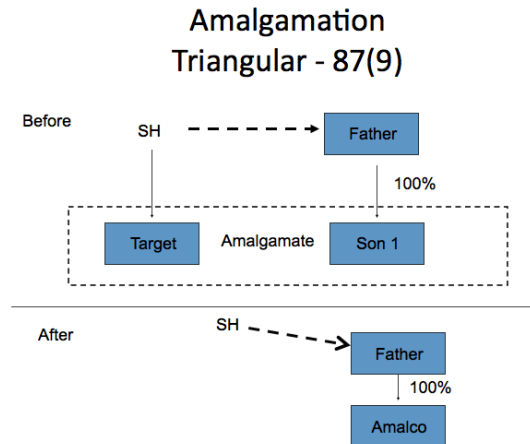 Amalgamation
Triangular - 87(9)
Before
SH
Father
100%
Target
Amalgamate
Son 1
After
SH
Father
100%
Amalco